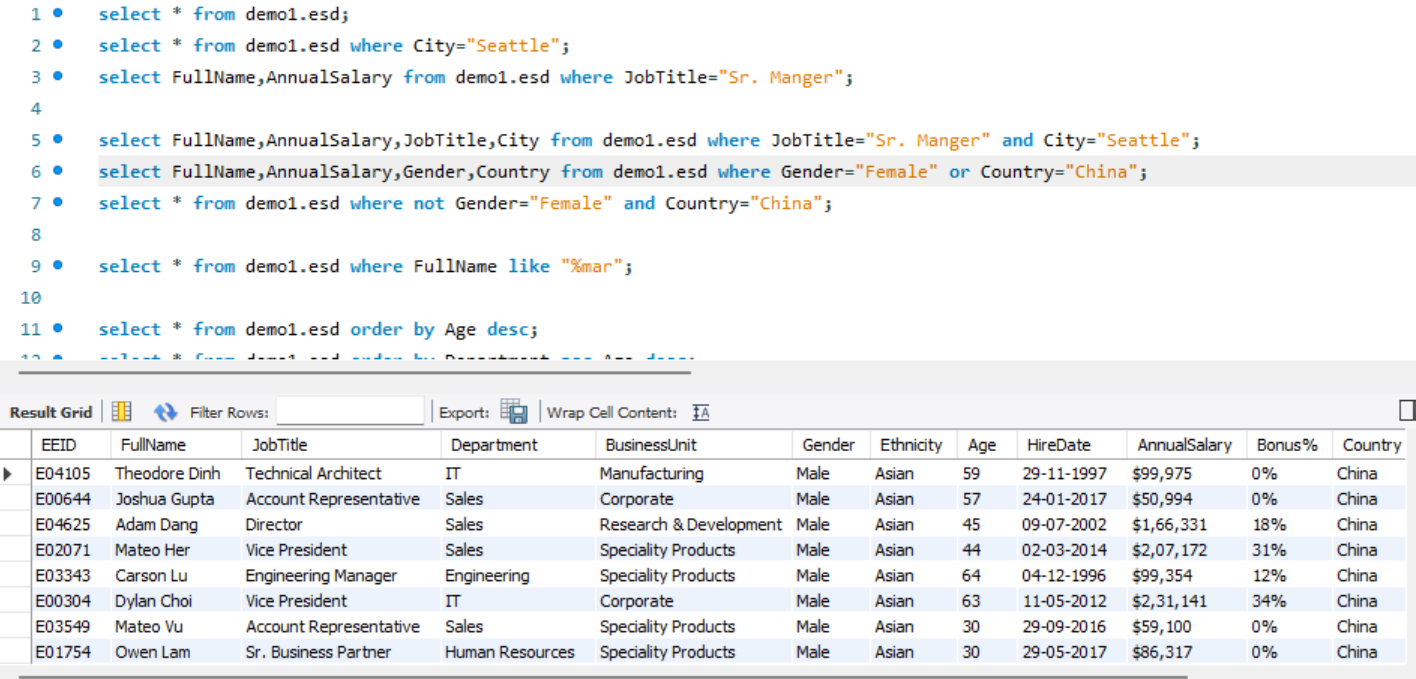 1 select * from demo1.esd;
2 select * from demo1.esd where City="Seattle";
3 select FullName,AnnualSalary from demo1.esd where JobTitle="Sr. Manger";
4
5 select FullName,AnnualSalary,JobTitle,City from demo1.esd where JobTitle="Sr. Manger" and City="Seattle";
6 select FullName,AnnualSalary,Gender,Country from demo1.esd where Gender="Female" or Country="China";
7 select * from demo1.esd where not Gender="Female" and Country="China";
8
9 select * from demo1.esd where FullName like "%mar";
10
11 select * from demo1.esd order by Age desc;
12 select * from demo1.esd order by Department asc,Age desc;
Result Grid Filter Rows: Export: Wrap Cell Content: IA
EEID FullName JobTitle Department BusinessUnit Gender Ethnicity Age HireDate AnnualSalary Bonus% Country
E04105 Theodore Dinh Technical Architect IT Manufacturing Male Asian 59 29-11-1997 $99,975 0% China
E00644 Joshua Gupta Account Representative Sales Corporate Male Asian 57 24-01-2017 $50,994 0% China
E04625 Adam Dang Director Sales Research & Development Male Asian 45 09-07-2002 $1,66,331 18% China
E02071 Mateo Her Vice President Sales Speciality Products Male Asian 44 02-03-2014 $2,07,172 31% China
E03343 Carson Lu Engineering Manager Engineering Speciality Products Male Asian 64 04-12-1996 $99,354 12% China
E00304 Dylan Choi Vice President IT Corporate Male Asian 63 11-05-2012 $2,31,141 34% China
E03549 Mateo Vu Account Representative Sales Speciality Products Male Asian 30 29-09-2016 $59,100 0% China
E01754 Owen Lam Sr. Business Partner Human Resources Speciality Products Male Asian 30 29-05-2017 $86,317 0% China